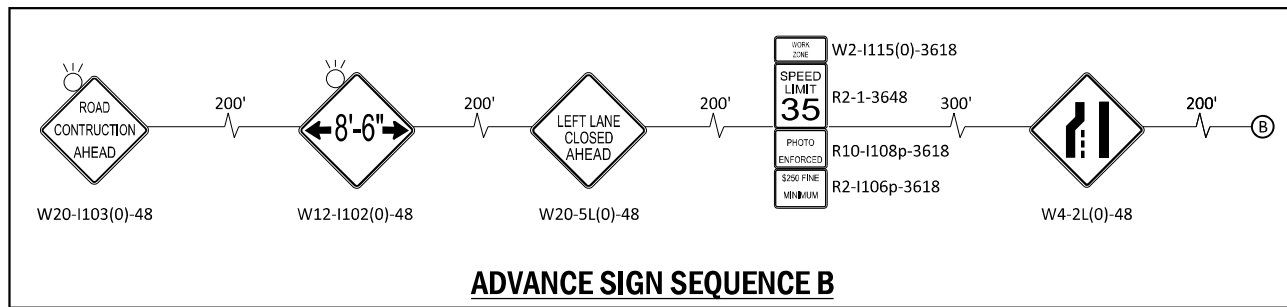 ROAD
CONTRUCTION
AHEAD
W20-I103(0)-48
200'
8'-6"
W12-I102(0)-48
200'
LEFT LANE
CLOSED
AHEAD
W20-5L(0)-48
200'
WORK
ZONE
W2-I115(0)-3618
SPEED
LIMIT
35
R2-1-3648
PHOTO
ENFORCED
R10-I108p-3618
$250 FINE
MINIMUM
R2-I106p-3618
300'
W4-2L(0)-48
200'
B
ADVANCE SIGN SEQUENCE B